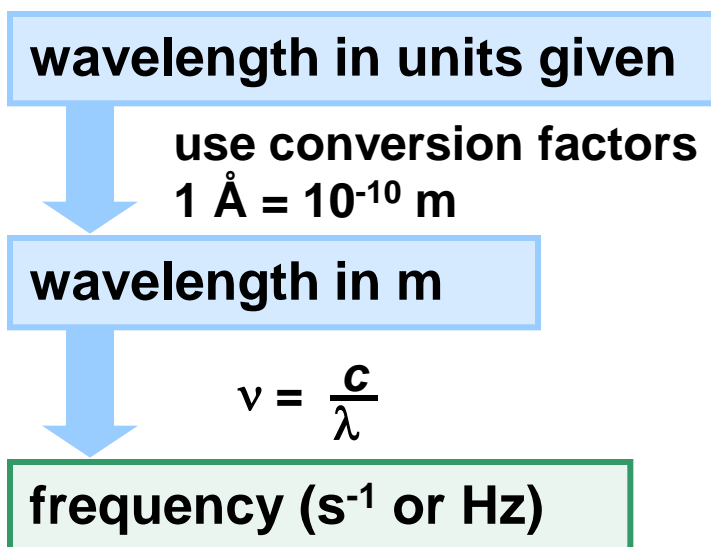 wavelength in units given
use conversion factors
1 Å = 10⁻¹⁰ m
wavelength in m
ν = c/λ
frequency (s⁻¹ or Hz)